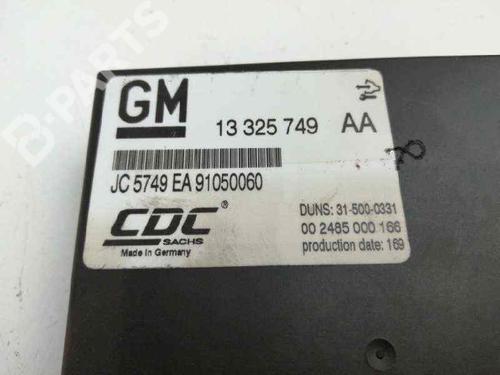 B-PARTS
GM
13 325 749 AA
JC 5749 EA 91050060
CDC®
SACHS
Made in Germany
DUNS: 31-500-0331
00 2485 000 166
production date: 169